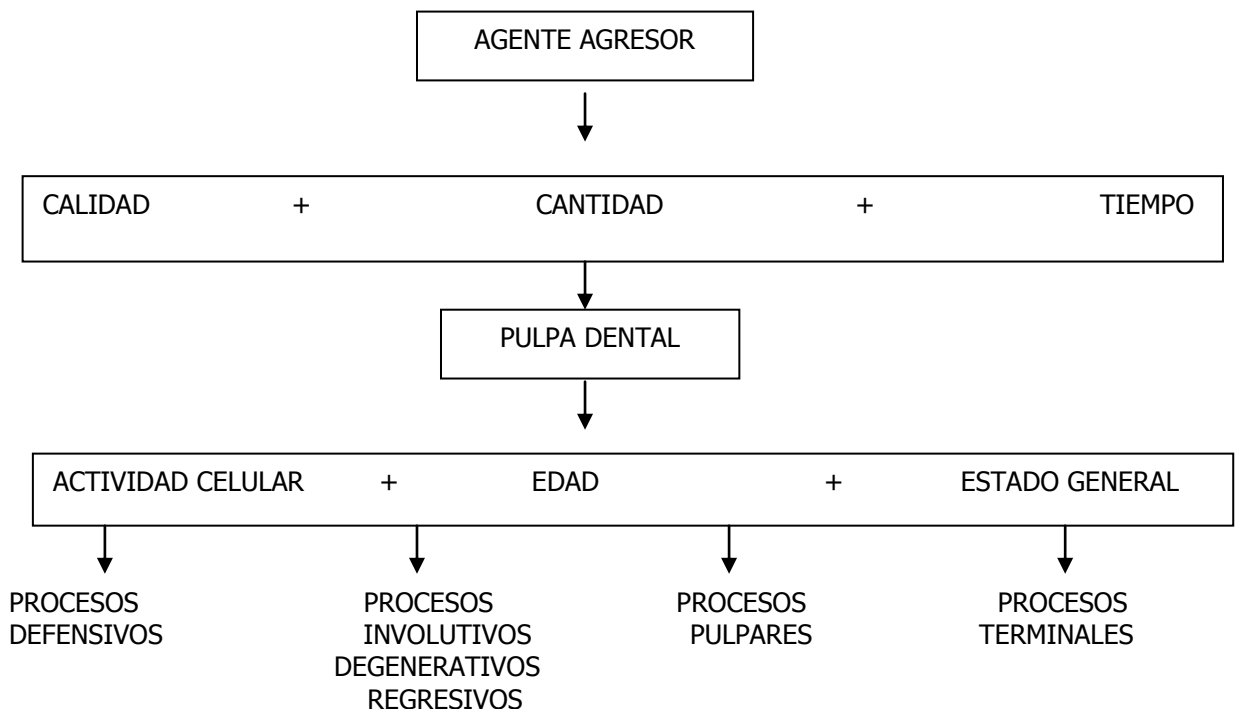 AGENTE AGRESOR
CALIDAD + CANTIDAD + TIEMPO
PULPA DENTAL
ACTIVIDAD CELULAR + EDAD + ESTADO GENERAL
PROCESOS PROCESOS PROCESOS PROCESOS
DEFENSIVOS INVOLUTIVOS PULPARES TERMINALES
DEGENERATIVOS
REGRESIVOS